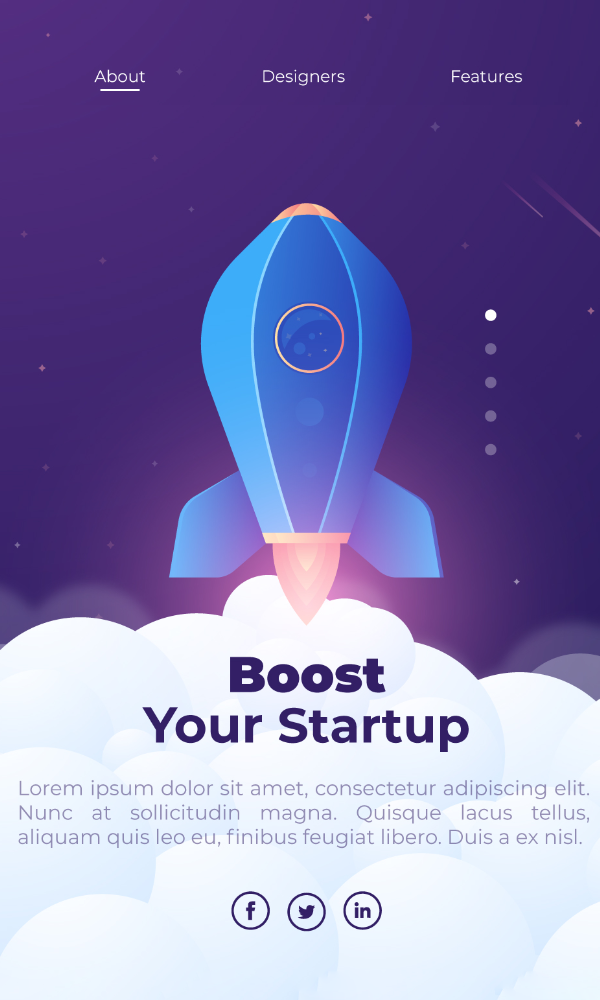 About
Designers
Features
Boost
Your Startup
Lorem ipsum dolor sit amet, consectetur adipiscing elit.
Nunc at sollicitudin magna. Quisque lacus tellus,
aliquam quis leo eu, finibus feugiat libero. Duis a ex nisl.
f
in